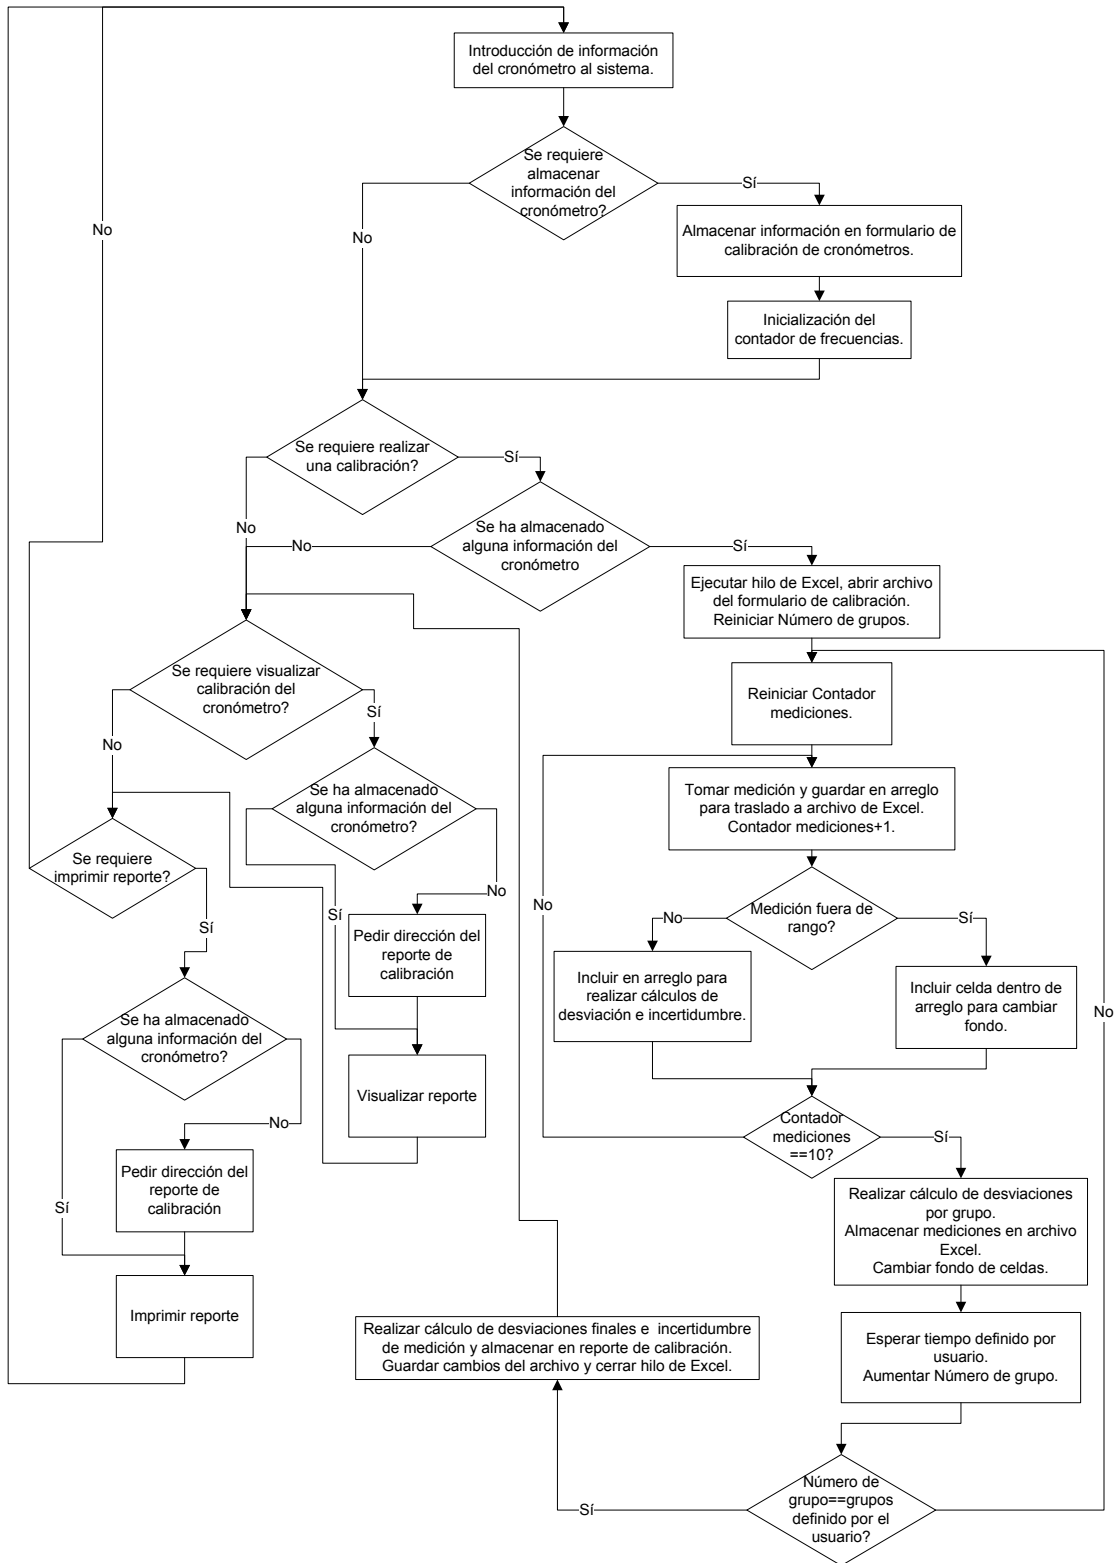 Introducción de información
del cronómetro al sistema.
Se requiere
almacenar
información del
cronómetro?
Sí
No
No
Almacenar información en formulario de
calibración de cronómetros.
Inicialización del
contador de frecuencias.
Se requiere realizar
una calibración?
Sí
No
Se ha almacenado
alguna información del
cronómetro
No
Sí
Ejecutar hilo de Excel, abrir archivo
del formulario de calibración.
Reiniciar Número de grupos.
Se requiere visualizar
calibración del
cronómetro?
Sí
No
Reiniciar Contador
mediciones.
Se ha almacenado
alguna información del
cronómetro?
Tomar medición y guardar en arreglo
para traslado a archivo de Excel.
Contador mediciones+1.
Se requiere
imprimir reporte?
No
Sí
Sí
No
Medición fuera de
rango?
No
Sí
Pedir dirección del
reporte de
calibración
Incluir en arreglo para
realizar cálculos de
desviación e incertidumbre.
Incluir celda dentro de
arreglo para cambiar
fondo.
No
Se ha almacenado
alguna información del
cronómetro?
Visualizar reporte
No
Contador
mediciones
==10?
Sí
Pedir dirección del
reporte de
calibración
Sí
Realizar cálculo de desviaciones
por grupo.
Almacenar mediciones en archivo
Excel.
Cambiar fondo de celdas.
Imprimir reporte
Realizar cálculo de desviaciones finales e incertidumbre
de medición y almacenar en reporte de calibración.
Guardar cambios del archivo y cerrar hilo de Excel.
Esperar tiempo definido por
usuario.
Aumentar Número de grupo.
Número de
grupo==grupos
definido por el
usuario?
Sí
No